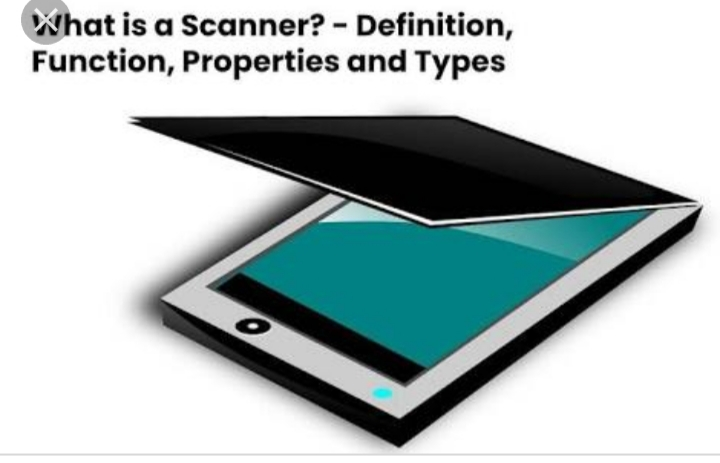 What is a Scanner? - Definition,
Function, Properties and Types